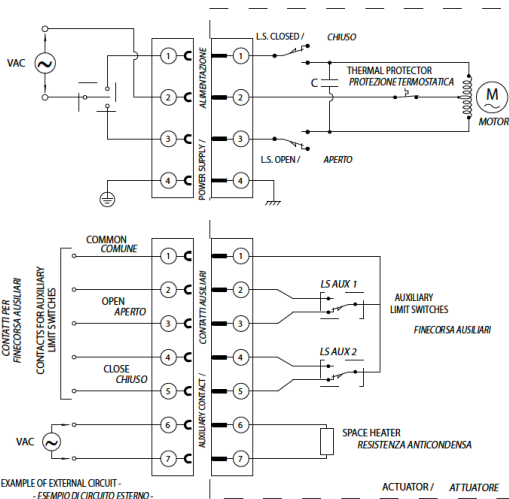 L.S. CLOSED / CHIUSO
VAC
1
1
ALIMENTAZIONE
POWER SUPPLY /
C
THERMAL PROTECTOR
PROTEZIONE TERMOSTATICA
M
MOTOR
2
2
3
3
L.S. OPEN / APERTO
4
4
COMMON
COMUNE
1
1
CONTATTI PER
FINECORSA AUSILIARI
CONTACTS FOR AUXILIARY
LIMIT SWITCHES
CONTATTI AUSILIARI
AUXILIARY CONTACT /
2
2
LS AUX 1
OPEN
APERTO
AUXILIARY
LIMIT SWITCHES
3
3
FINECORSA AUSILIARI
4
4
LS AUX 2
CLOSE
CHIUSO
5
5
6
6
VAC
SPACE HEATER
RESISTENZA ANTICONDENSA
7
7
EXAMPLE OF EXTERNAL CIRCUIT -
- ESEMPIO DI CIRCUITO ESTERNO -
ACTUATOR / ATTUATORE